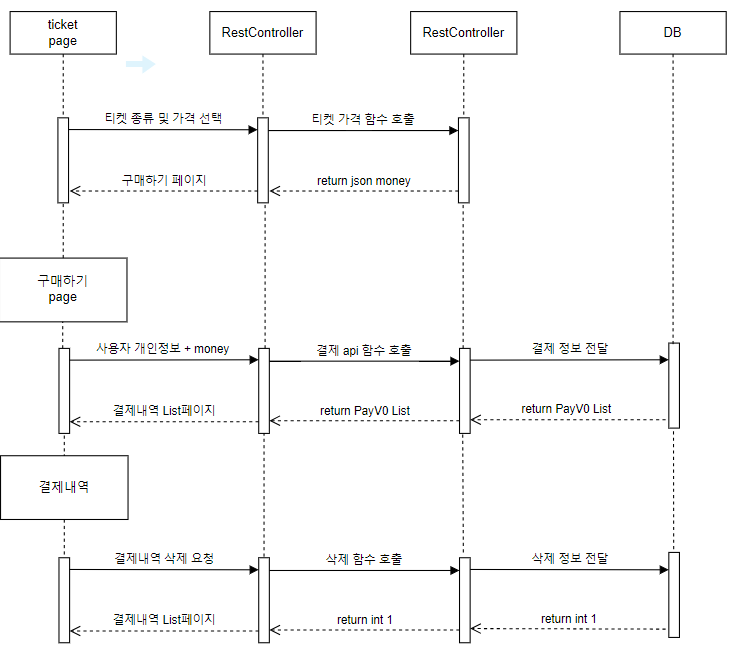 ticket
page
RestController
RestController
DB
티켓 종류 및 가격 선택
티켓 가격 함수 호출
구매하기 페이지
return json money
구매하기
page
사용자 개인정보 + money
결제 api 함수 호출
결제 정보 전달
결제내역 List페이지
return PayV0 List
return PayV0 List
결제내역
결제내역 삭제 요청
삭제 함수 호출
삭제 정보 전달
결제내역 List페이지
return int 1
return int 1